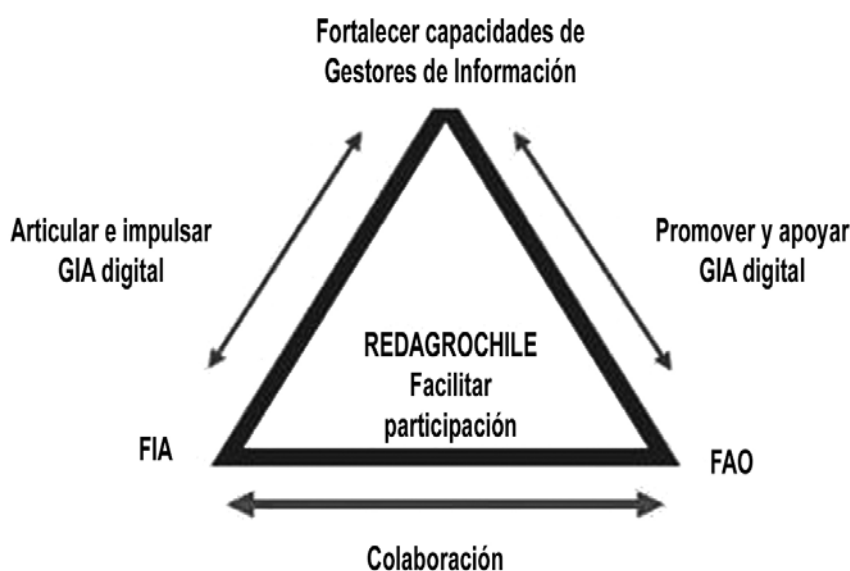 Fortalecer capacidades de
Gestores de Información
Articular e impulsar
GIA digital
Promover y apoyar
GIA digital
REDAGROCHILE
Facilitar
participación
FIA
FAO
Colaboración